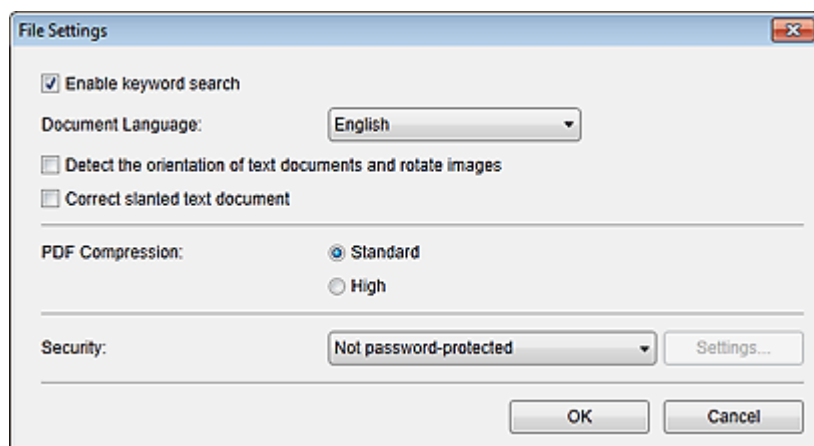 File Settings
Enable keyword search
Document Language: English
Detect the orientation of text documents and rotate images
Correct slanted text document
PDF Compression: Standard
High
Security: Not password-protected Settings...
OK Cancel